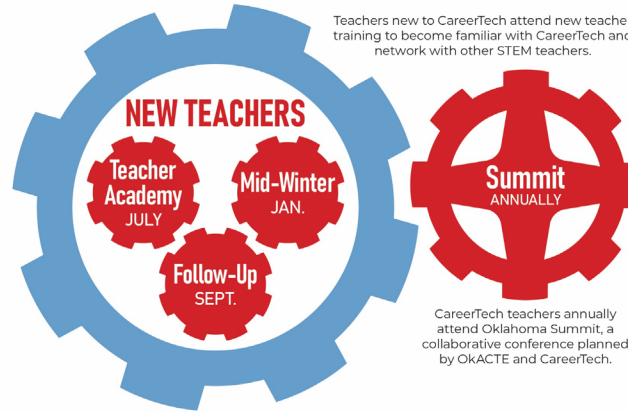 Teachers new to CareerTech attend new teache
training to become familiar with CareerTech and
network with other STEM teachers.
NEW TEACHERS
Teacher
Academy
JULY
Mid-Winter
JAN.
Follow-Up
SEPT.
Summit
ANNUALLY
CareerTech teachers annually
attend Oklahoma Summit, a
collaborative conference planned
by OkACTE and CareerTech.